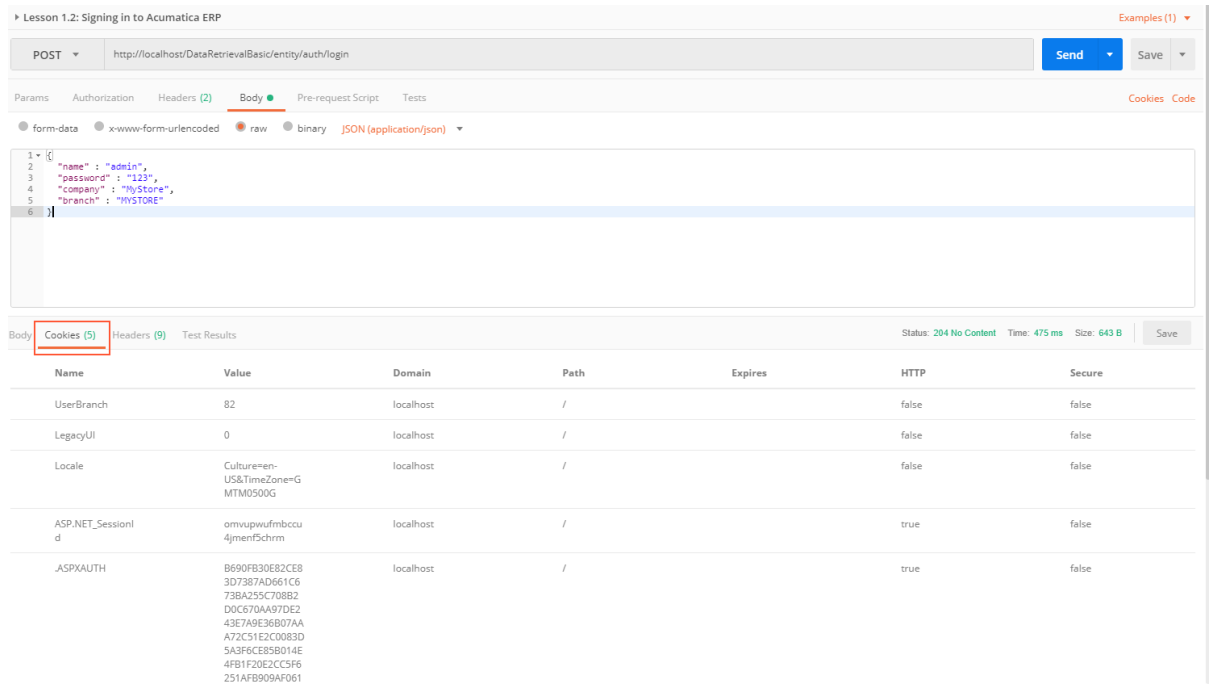 Lesson 1.2: Signing in to Acumatica ERP Examples (1)
POST http://localhost/DataRetrievalBasic/entity/auth/login Send Save
Params Authorization Headers (2) Body Pre-request Script Tests Cookies Code
form-data x-www-form-urlencoded raw binary JSON (application/json)
1 {
2 "name" : "admin",
3 "password" : "123",
4 "company" : "MyStore",
5 "branch" : "MYSTORE"
6 }
Body Cookies (5) Headers (9) Test Results Status: 204 No Content Time: 475 ms Size: 643 B Save
Name Value Domain Path Expires HTTP Secure
UserBranch 82 localhost / false false
LegacyUI 0 localhost / false false
Locale Culture=en- localhost / false false
US&TimeZone=G
MTM0500G
ASP.NET_SessionI omvupwufmbccu localhost / true false
d 4jmenf5chrm
.ASPXAUTH B690FB30E82CE8 localhost / true false
3D7387AD661C6
73BA255C708B2
D0C670AA97DE2
43E7A9E36B07AA
A72C51E2C0083D
5A3F6CE85B014E
4FB1F20E2CC5F6
251AFB909AF061